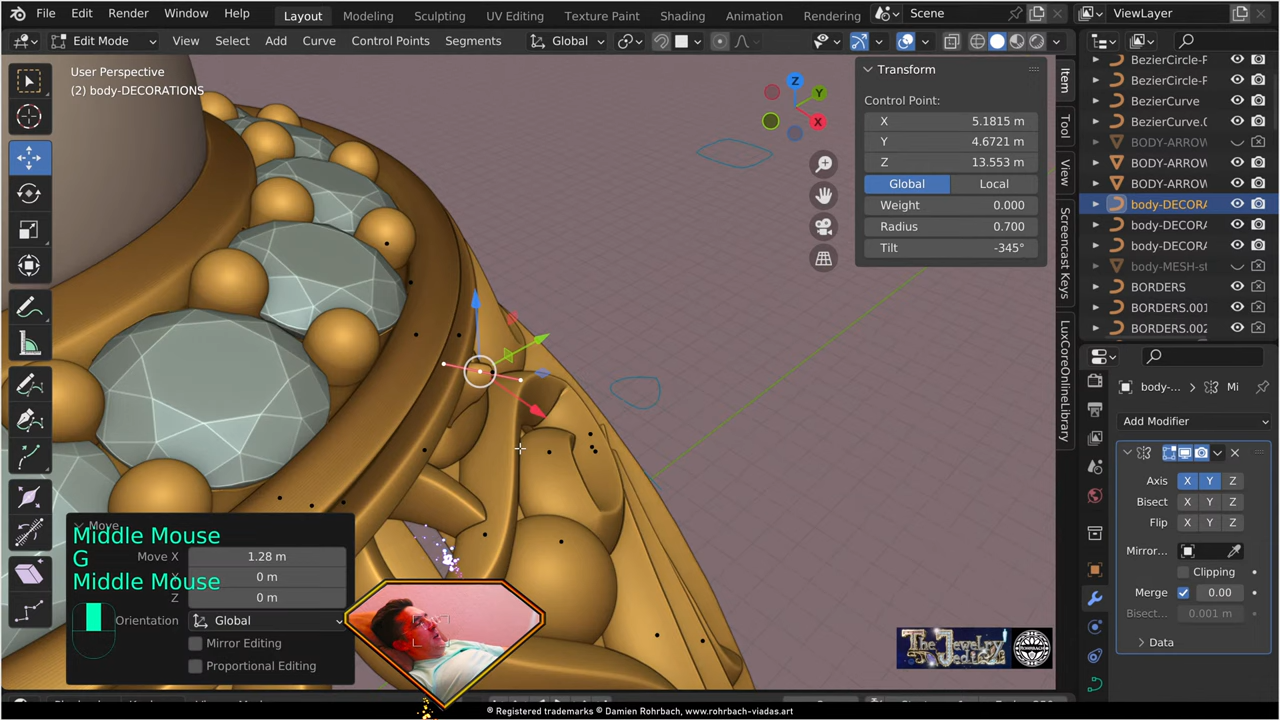 File Edit Render Window Help Layout Modeling Sculpting UV Editing Texture Paint Shading Animation Rendering Scene ViewLayer
Edit Mode View Select Add Curve Control Points Segments Global
User Perspective
(2) body-DECORATIONS
Z
Y
X
Transform
Control Point:
X 5.1815 m
Y 4.6721 m
Z 13.553 m
Global Local
Weight 0.000
Radius 0.700
Tilt -345°
Item
Tool
View
Screencast Keys
LuxCoreOnlineLibrary
BezierCircle-F
BezierCircle-F
BezierCurve
BezierCurve.0
BODY-ARROW
BODY-ARROW
BODY-ARROW
body-DECORA
body-DECORA
body-DECORA
body-MESH-st
BORDERS
BORDERS.001
BORDERS.002
body-... Mi
Add Modifier
Axis X Y Z
Bisect X Y Z
Flip X Y Z
Mirror...
Clipping
Merge 0.00
Bisect... 0.001 m
Data
Move
Middle Mouse
G
Middle Mouse
Move X 1.28 m
0 m
Z 0 m
Orientation Global
Mirror Editing
Proportional Editing
The Jewelry Veditas
ROHRBACH
® Registered trademarks © Damien Rohrbach, www.rohrbach-viadas.art